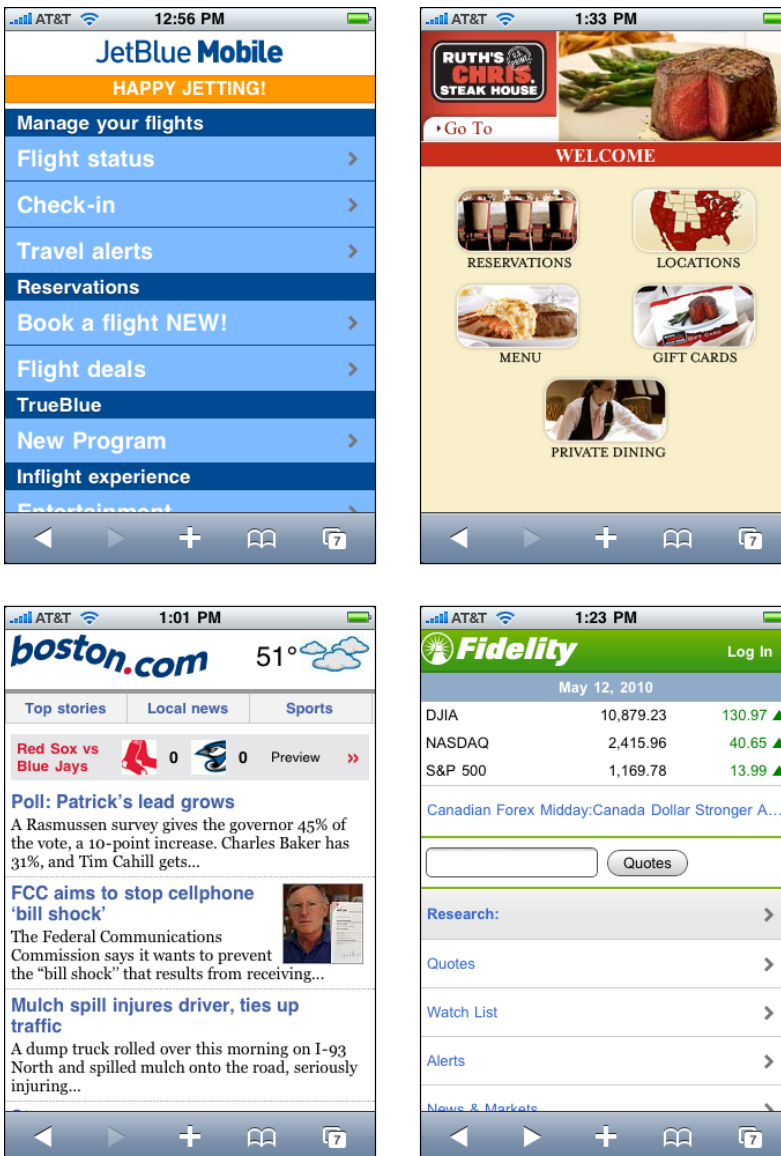 AT&T 12:56 PM
JetBlue Mobile
HAPPY JETTING!
Manage your flights
Flight status
Check-in
Travel alerts
Reservations
Book a flight NEW!
Flight deals
TrueBlue
New Program
Inflight experience
Entertainment
7
AT&T 1:33 PM
RUTH'S
CHRIS.
STEAK HOUSE
Go To
WELCOME
RESERVATIONS LOCATIONS
MENU GIFT CARDS
PRIVATE DINING
7
AT&T 1:01 PM
boston.com 51°
Top stories Local news Sports
Red Sox vs
Blue Jays 0 0 Preview »
Poll: Patrick's lead grows
A Rasmussen survey gives the governor 45% of
the vote, a 10-point increase. Charles Baker has
31%, and Tim Cahill gets...
FCC aims to stop cellphone
‘bill shock’
The Federal Communications
Commission says it wants to prevent
the “bill shock” that results from receiving...
Mulch spill injures driver, ties up
traffic
A dump truck rolled over this morning on I-93
North and spilled mulch onto the road, seriously
injuring...
7
AT&T 1:23 PM
Fidelity Log In
May 12, 2010
DJIA 10,879.23 130.97 ▲
NASDAQ 2,415.96 40.65 ▲
S&P 500 1,169.78 13.99 ▲
Canadian Forex Midday:Canada Dollar Stronger A...
Quotes
Research:
Quotes
Watch List
Alerts
News & Markets
7